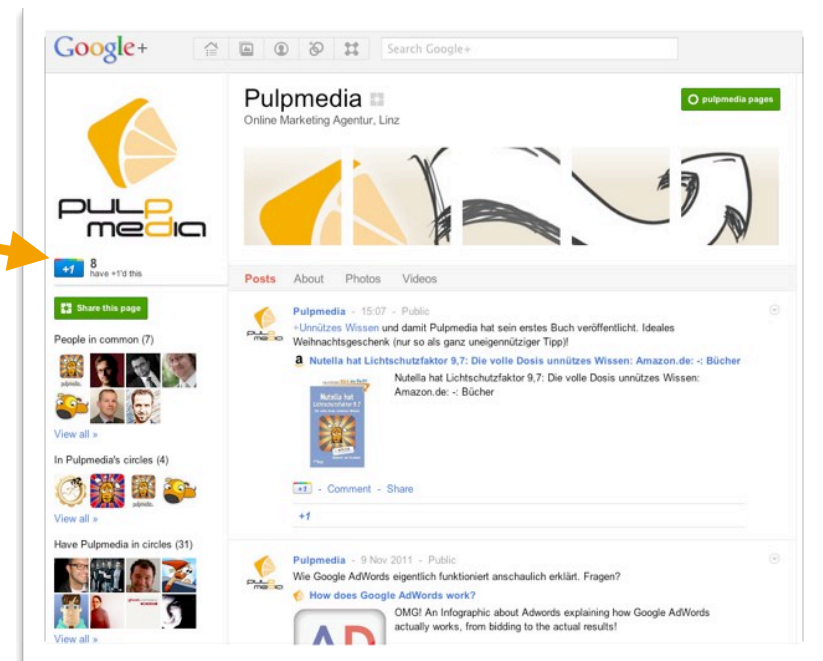 Google+
Search Google+
PULP
MEDIA
+1
8
have +1'd this
Share this page
People in common (7)
View all »
In Pulpmedia's circles (4)
pulpmedia.
View all »
Have Pulpmedia in circles (31)
View all »
Pulpmedia
Online Marketing Agentur, Linz
pulpmedia pages
Posts About Photos Videos
Pulpmedia - 15:07 - Public
+Unnützes Wissen und damit Pulpmedia hat sein erstes Buch veröffentlicht. Ideales
Weihnachtsgeschenk (nur so als ganz uneigennütziger Tipp)!
a Nutella hat Lichtschutzfaktor 9,7: Die volle Dosis unnützes Wissen: Amazon.de: -: Bücher
Nutella hat Lichtschutzfaktor 9,7: Die volle Dosis unnützes Wissen:
Amazon.de: -: Bücher
Nutella hat
Lichtschutzfaktor 9,7
+1 - Comment - Share
+1
Pulpmedia - 9 Nov 2011 - Public
Wie Google AdWords eigentlich funktioniert anschaulich erklärt. Fragen?
How does Google AdWords work?
OMG! An Infographic about Adwords explaining how Google AdWords
actually works, from bidding to the actual results!
AD